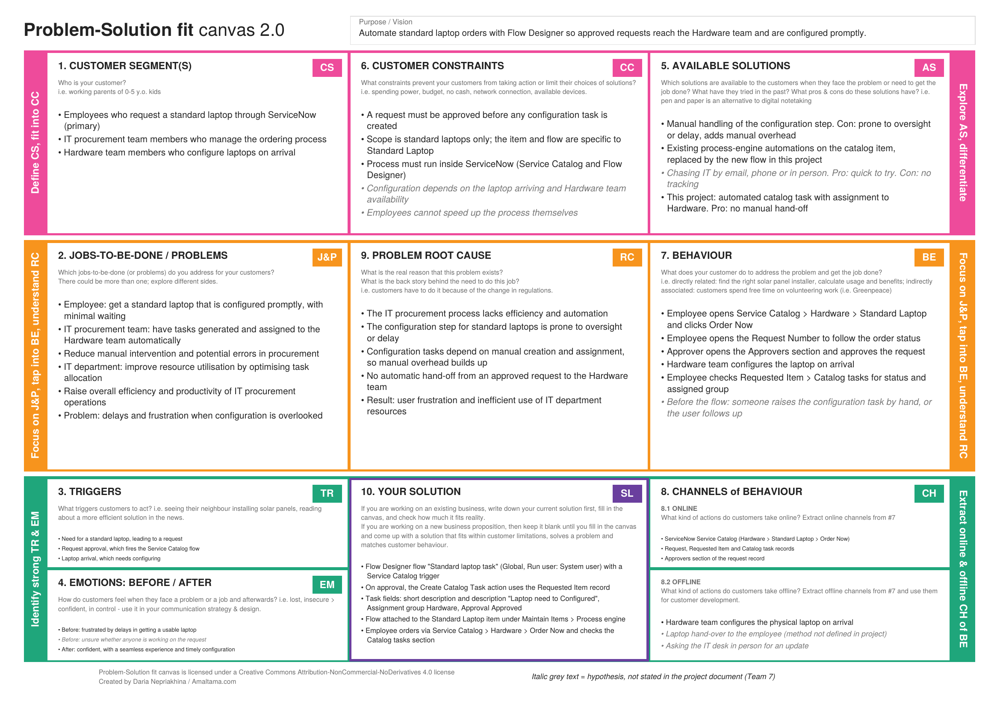 Problem-Solution fit canvas 2.0
Purpose / Vision
Automate standard laptop orders with Flow Designer so approved requests reach the Hardware team and are configured promptly.
Define CS, fit into CC
1. CUSTOMER SEGMENT(S)
CS
Who is your customer?
i.e. working parents of 0-5 y.o. kids
• Employees who request a standard laptop through ServiceNow
(primary)
• IT procurement team members who manage the ordering process
• Hardware team members who configure laptops on arrival
6. CUSTOMER CONSTRAINTS
CC
What constraints prevent your customers from taking action or limit their choices of solutions?
i.e. spending power, budget, no cash, network connection, available devices.
• A request must be approved before any configuration task is
created
• Scope is standard laptops only; the item and flow are specific to
Standard Laptop
• Process must run inside ServiceNow (Service Catalog and Flow
Designer)
• Configuration depends on the laptop arriving and Hardware team
availability
• Employees cannot speed up the process themselves
5. AVAILABLE SOLUTIONS
AS
Which solutions are available to the customers when they face the problem or need to get the
job done? What have they tried in the past? What pros & cons do these solutions have? i.e.
pen and paper is an alternative to digital notetaking
• Manual handling of the configuration step. Con: prone to oversight
or delay, adds manual overhead
• Existing process-engine automations on the catalog item,
replaced by the new flow in this project
• Chasing IT by email, phone or in person. Pro: quick to try. Con: no
tracking
• This project: automated catalog task with assignment to
Hardware. Pro: no manual hand-off
Explore AS, differentiate
Focus on J&P, tap into BE, understand RC
2. JOBS-TO-BE-DONE / PROBLEMS
J&P
Which jobs-to-be-done (or problems) do you address for your customers?
There could be more than one; explore different sides.
• Employee: get a standard laptop that is configured promptly, with
minimal waiting
• IT procurement team: have tasks generated and assigned to the
Hardware team automatically
• Reduce manual intervention and potential errors in procurement
• IT department: improve resource utilisation by optimising task
allocation
• Raise overall efficiency and productivity of IT procurement
operations
• Problem: delays and frustration when configuration is overlooked
9. PROBLEM ROOT CAUSE
RC
What is the real reason that this problem exists?
What is the back story behind the need to do this job?
i.e. customers have to do it because of the change in regulations.
• The IT procurement process lacks efficiency and automation
• The configuration step for standard laptops is prone to oversight
or delay
• Configuration tasks depend on manual creation and assignment,
so manual overhead builds up
• No automatic hand-off from an approved request to the Hardware
team
• Result: user frustration and inefficient use of IT department
resources
7. BEHAVIOUR
BE
What does your customer do to address the problem and get the job done?
i.e. directly related: find the right solar panel installer, calculate usage and benefits; indirectly
associated: customers spend free time on volunteering work (i.e. Greenpeace)
• Employee opens Service Catalog > Hardware > Standard Laptop
and clicks Order Now
• Employee opens the Request Number to follow the order status
• Approver opens the Approvers section and approves the request
• Hardware team configures the laptop on arrival
• Employee checks Requested Item > Catalog tasks for status and
assigned group
• Before the flow: someone raises the configuration task by hand, or
the user follows up
Focus on J&P, tap into BE, understand RC
Identify strong TR & EM
3. TRIGGERS
TR
What triggers customers to act? i.e. seeing their neighbour installing solar panels, reading
about a more efficient solution in the news.
• Need for a standard laptop, leading to a request
• Request approval, which fires the Service Catalog flow
• Laptop arrival, which needs configuring
4. EMOTIONS: BEFORE / AFTER
EM
How do customers feel when they face a problem or a job and afterwards? i.e. lost, insecure >
confident, in control - use it in your communication strategy & design.
• Before: frustrated by delays in getting a usable laptop
• Before: unsure whether anyone is working on the request
• After: confident, with a seamless experience and timely configuration
10. YOUR SOLUTION
SL
If you are working on an existing business, write down your current solution first, fill in the
canvas, and check how much it fits reality.
If you are working on a new business proposition, then keep it blank until you fill in the canvas
and come up with a solution that fits within customer limitations, solves a problem and
matches customer behaviour.
• Flow Designer flow "Standard laptop task" (Global, Run user: System user) with a
Service Catalog trigger
• On approval, the Create Catalog Task action uses the Requested Item record
• Task fields: short description and description "Laptop need to Configured",
Assignment group Hardware, Approval Approved
• Flow attached to the Standard Laptop item under Maintain Items > Process engine
• Employee orders via Service Catalog > Hardware > Order Now and checks the
Catalog tasks section
8. CHANNELS of BEHAVIOUR
CH
8.1 ONLINE
What kind of actions do customers take online? Extract online channels from #7
• ServiceNow Service Catalog (Hardware > Standard Laptop > Order Now)
• Request, Requested Item and Catalog task records
• Approvers section of the request record
8.2 OFFLINE
What kind of actions do customers take offline? Extract offline channels from #7 and use them
for customer development.
• Hardware team configures the physical laptop on arrival
• Laptop hand-over to the employee (method not defined in project)
• Asking the IT desk in person for an update
Extract online & offline CH of BE
Problem-Solution fit canvas is licensed under a Creative Commons Attribution-NonCommercial-NoDerivatives 4.0 license
Created by Daria Nepriakhina / Amaltama.com
Italic grey text = hypothesis, not stated in the project document (Team 7)